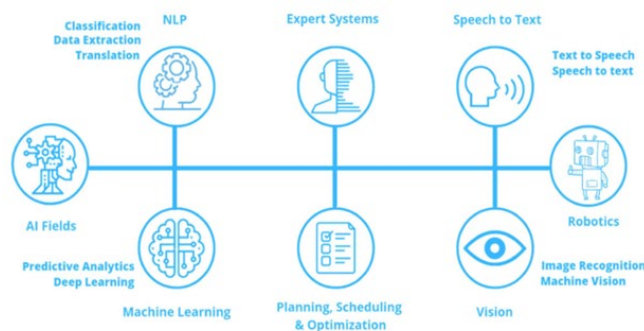 NLP
Classification
Data Extraction
Translation
Expert Systems
Speech to Text
Text to Speech
Speech to text
AI Fields
Robotics
Predictive Analytics
Deep Learning
Machine Learning
Planning, Scheduling
& Optimization
Image Recognition
Machine Vision
Vision